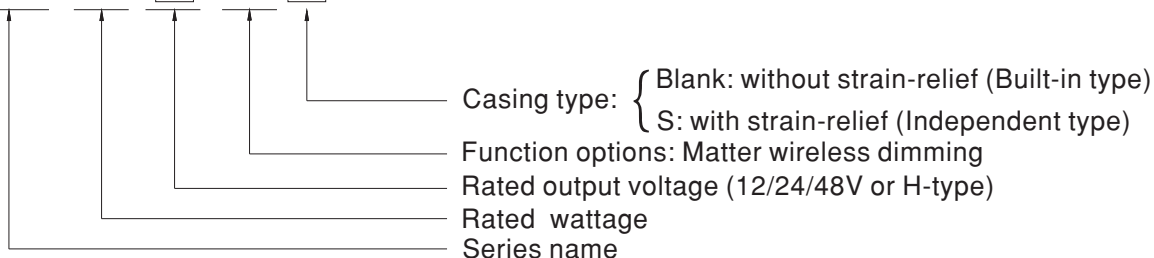 Blank: without strain-relief (Built-in type)
Casing type:
S: with strain-relief (Independent type)
Function options: Matter wireless dimming
Rated output voltage (12/24/48V or H-type)
Rated wattage
Series name